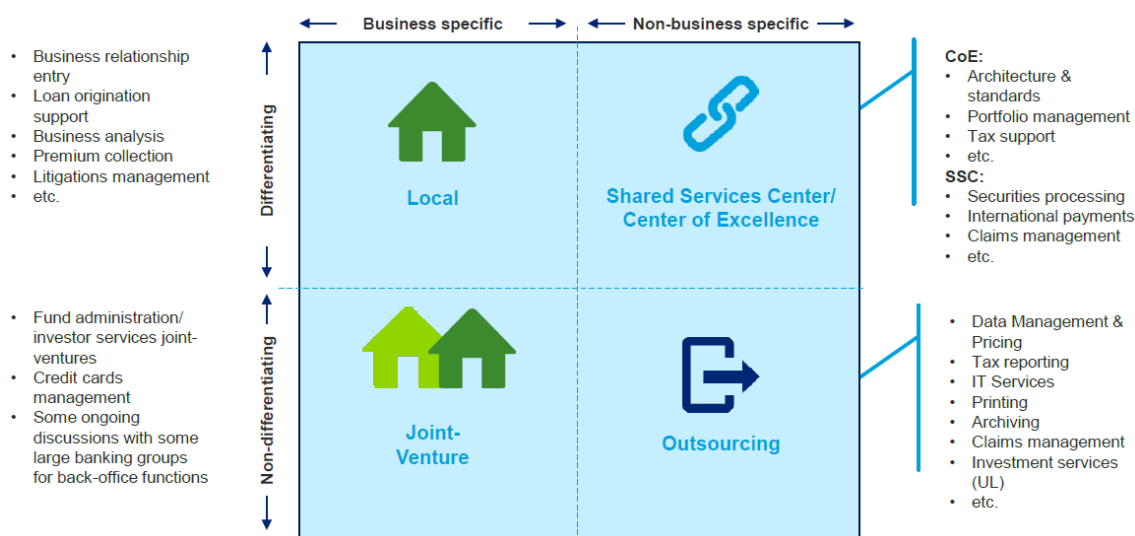 Business specific
Non-business specific
• Business relationship
entry
• Loan origination
support
• Business analysis
• Premium collection
• Litigations management
• etc.
Differentiating
Local
Shared Services Center/
Center of Excellence
CoE:
• Architecture &
standards
• Portfolio management
• Tax support
• etc.
SSC:
• Securities processing
• International payments
• Claims management
• etc.
• Fund administration/
investor services joint-
ventures
• Credit cards
management
• Some ongoing
discussions with some
large banking groups
for back-office functions
Non-differentiating
Joint-
Venture
Outsourcing
• Data Management &
Pricing
• Tax reporting
• IT Services
• Printing
• Archiving
• Claims management
• Investment services
(UL)
• etc.